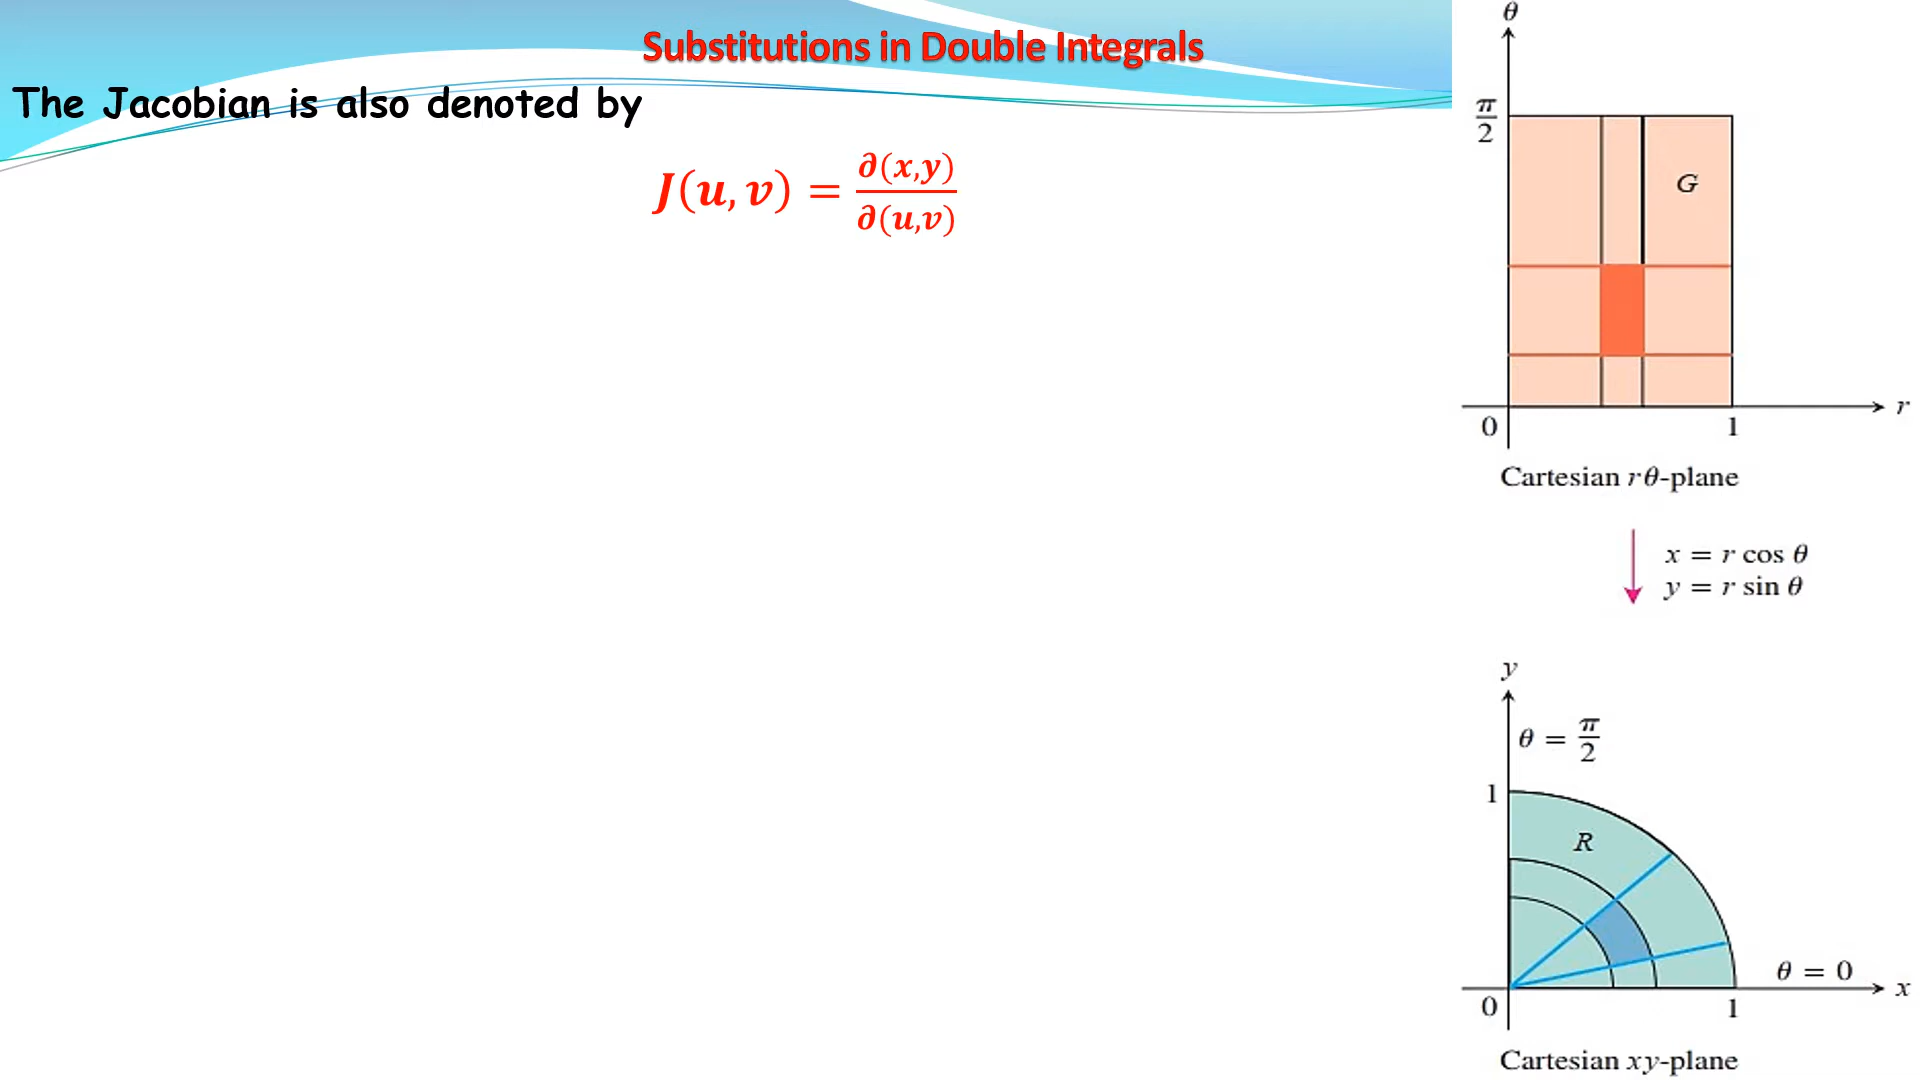 Substitutions in Double Integrals
The Jacobian is also denoted by
J(u, v) = ∂(x,y)/∂(u,v)
θ
π/2
G
0
1
r
Cartesian rθ-plane
x = r cos θ
y = r sin θ
y
θ = π/2
1
R
θ = 0
x
0
1
Cartesian xy-plane